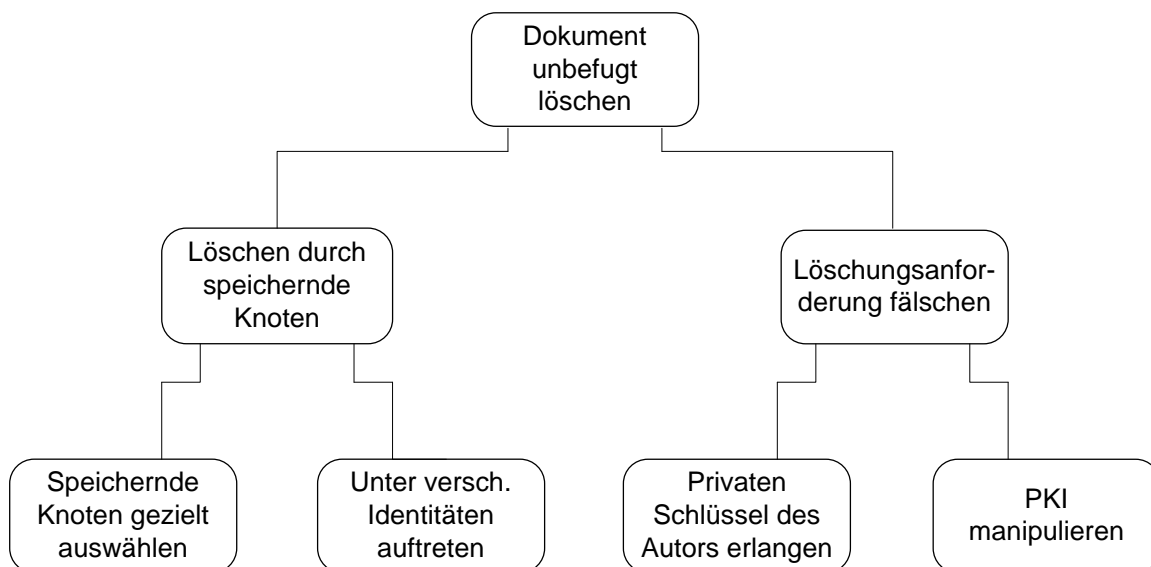 Dokument
unbefugt
löschen
Löschen durch
speichernde
Knoten
Löschungsanfor-
derung fälschen
Speichernde
Knoten gezielt
auswählen
Unter versch.
Identitäten
auftreten
Privaten
Schlüssel des
Autors erlangen
PKI
manipulieren